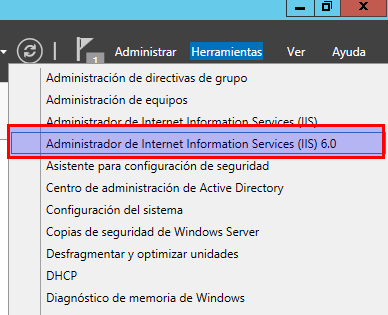 1
Administrar Herramientas Ver Ayuda
Administración de directivas de grupo
Administración de equipos
Administrador de Internet Information Services (IIS)
Administrador de Internet Information Services (IIS) 6.0
Asistente para configuración de seguridad
Centro de administración de Active Directory
Configuración del sistema
Copias de seguridad de Windows Server
Desfragmentar y optimizar unidades
DHCP
Diagnóstico de memoria de Windows